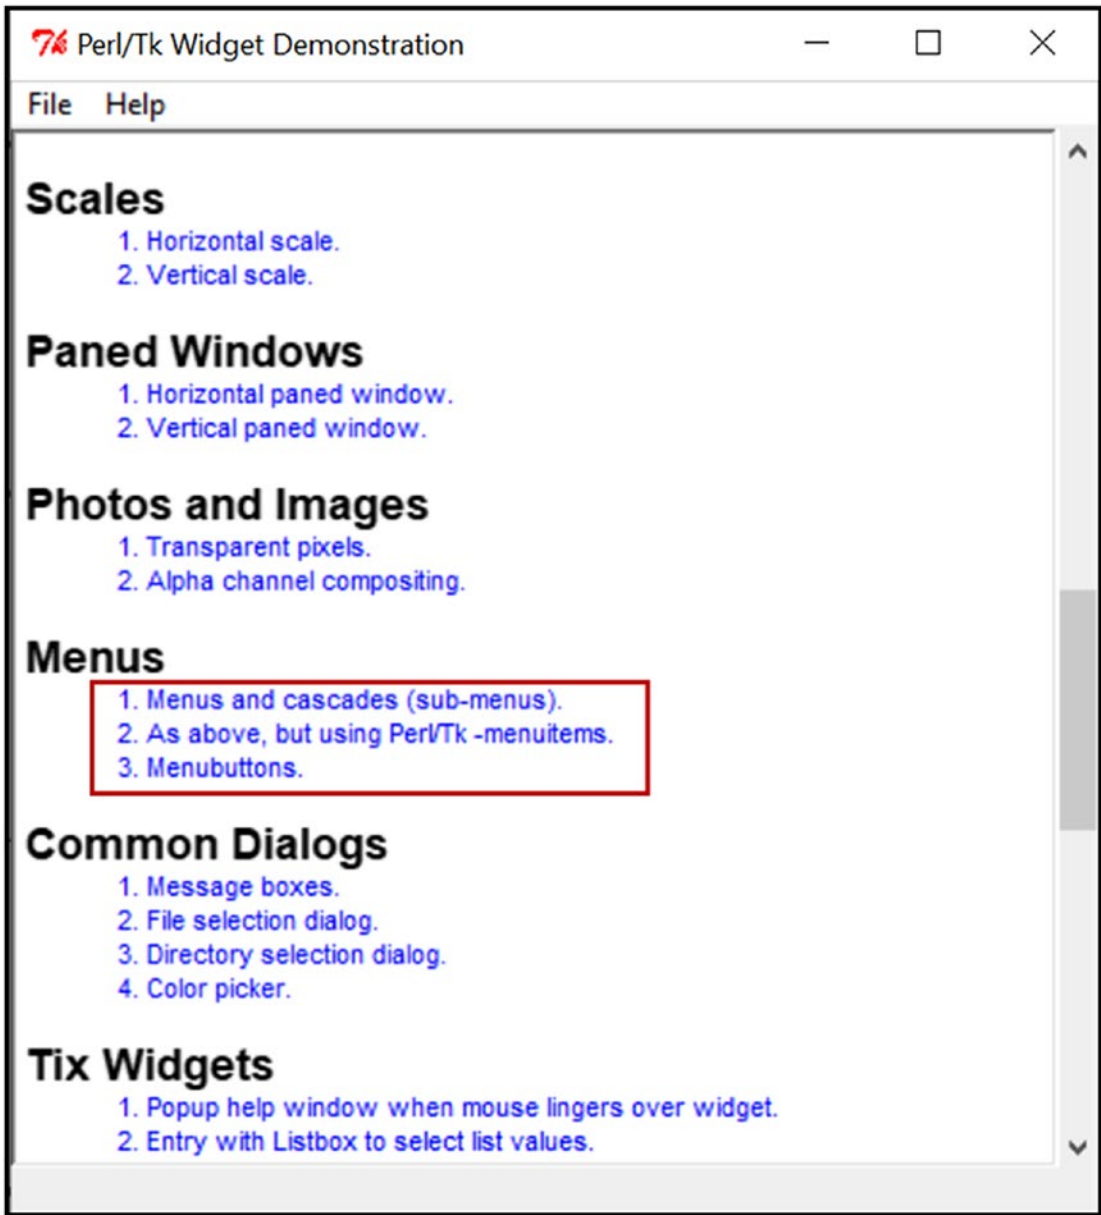 Perl/Tk Widget Demonstration
File Help
Scales
1. Horizontal scale.
2. Vertical scale.
Paned Windows
1. Horizontal paned window.
2. Vertical paned window.
Photos and Images
1. Transparent pixels.
2. Alpha channel compositing.
Menus
1. Menus and cascades (sub-menus).
2. As above, but using Perl/Tk -menuitems.
3. Menubuttons.
Common Dialogs
1. Message boxes.
2. File selection dialog.
3. Directory selection dialog.
4. Color picker.
Tix Widgets
1. Popup help window when mouse lingers over widget.
2. Entry with Listbox to select list values.